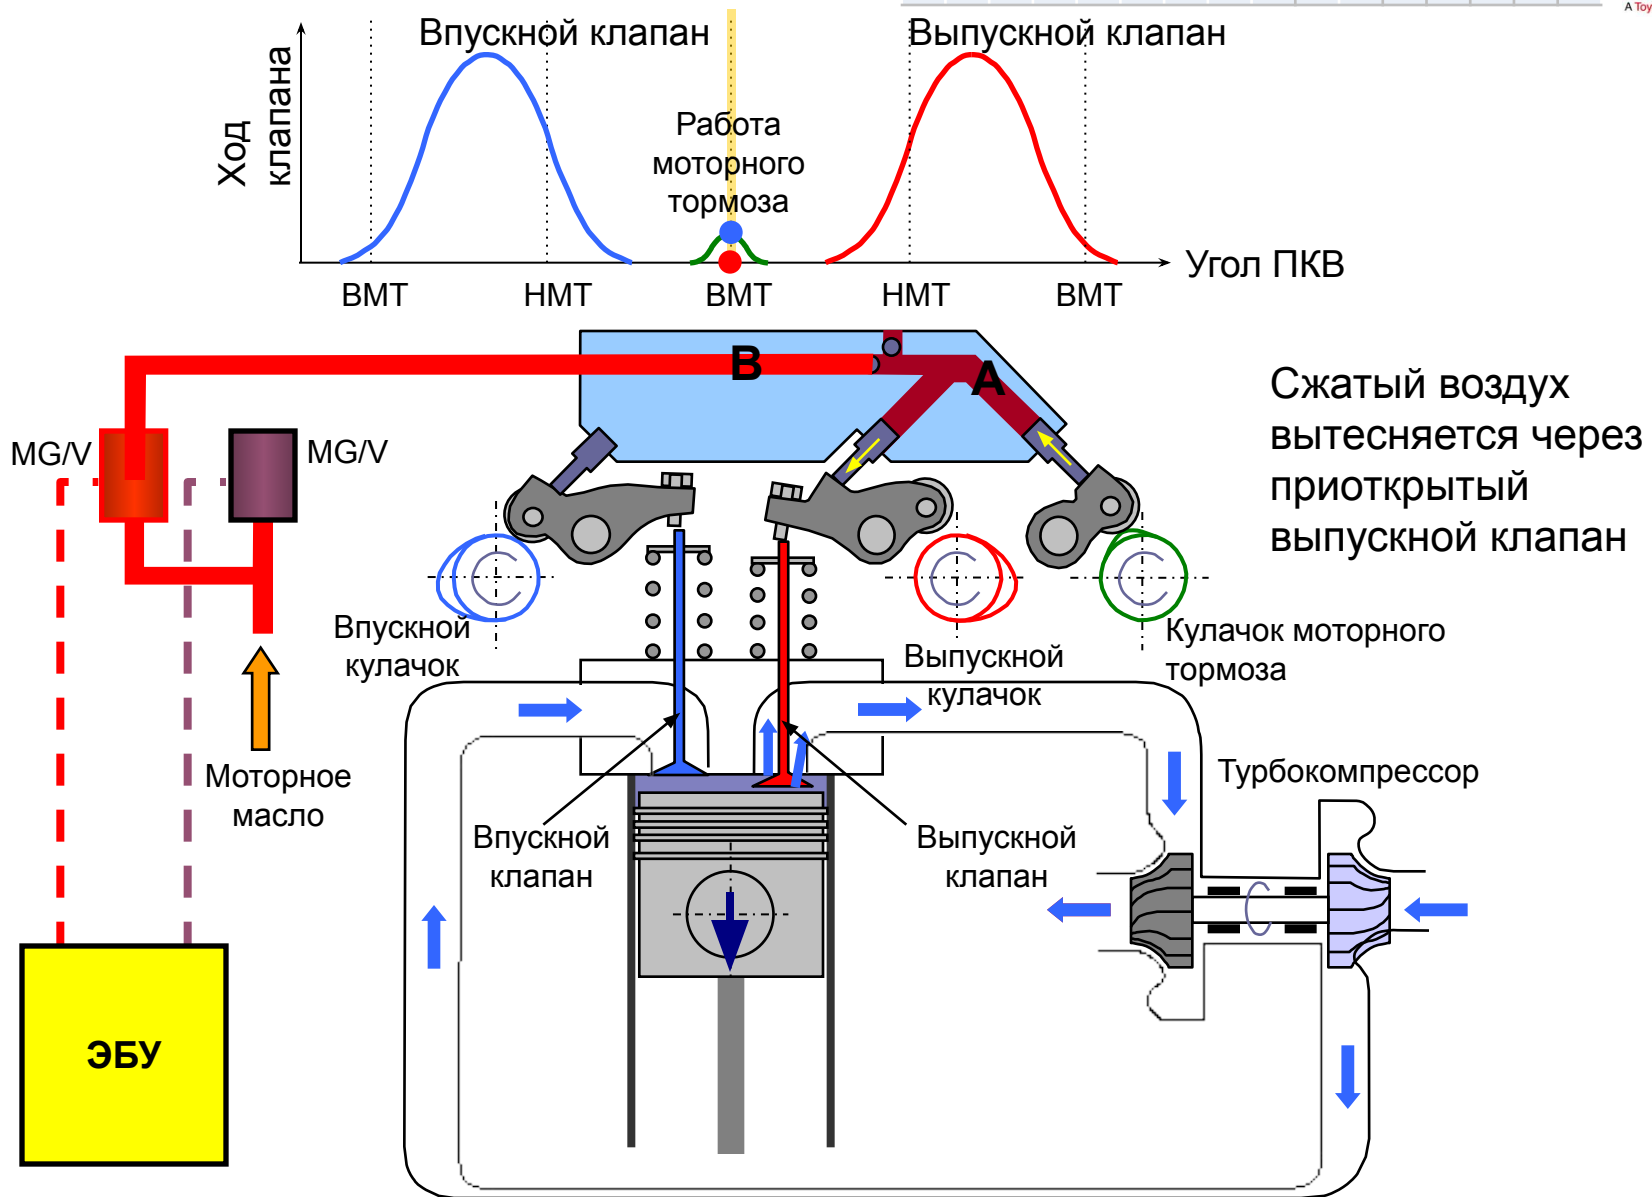 A Toy
Впускной клапан
Выпускной клапан
Ход
клапана
Работа
моторного
тормоза
Угол ПКВ
ВМТ
НМТ
ВМТ
НМТ
ВМТ
B
A
Сжатый воздух
вытесняется через
приоткрытый
выпускной клапан
MG/V
MG/V
Впускной
кулачок
Выпускной
кулачок
Кулачок моторного
тормоза
Моторное
масло
Турбокомпрессор
Впускной
клапан
Выпускной
клапан
ЭБУ